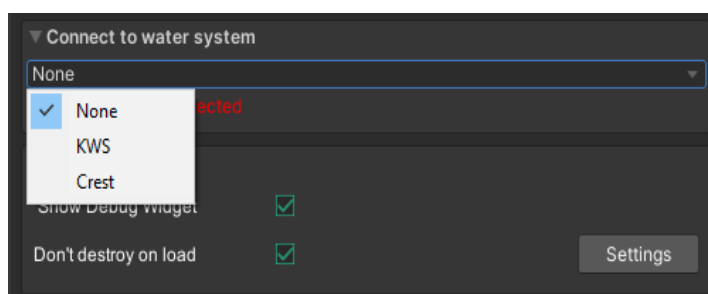 Connect to water system
None
None
ected
KWS
Crest
Show Debug Widget
Don't destroy on load
Settings